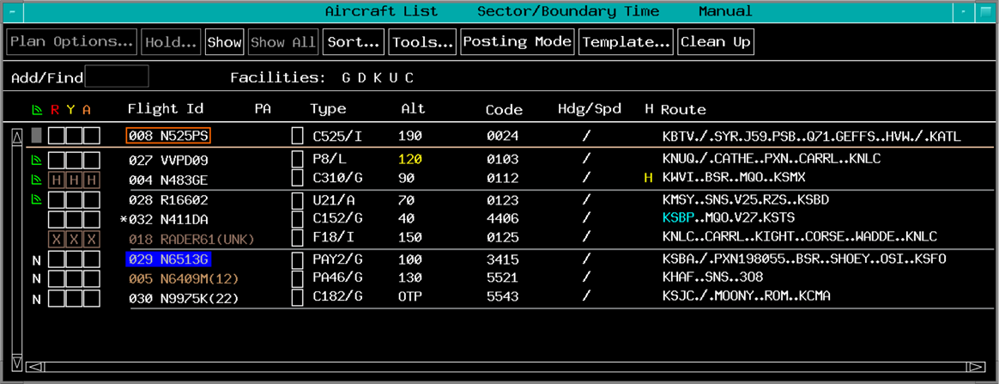 Aircraft List Sector/Boundary Time Manual
Plan Options... Hold... Show Show All Sort... Tools... Posting Mode Template... Clean Up
Add/Find Facilities: G D K U C
R Y A Flight Id PA Type Alt Code Hdg/Spd H Route
008 N525PS C525/I 190 0024 / KBTV./.SYR.J59.PSB..Q71.GEFFS..HVW./.KATL
027 VVPD09 P8/L 120 0103 / KNUQ./.CATHE..PXN..CARRL..KNLC
H H H 004 N483GE C310/G 90 0112 / H KWVI..BSR..MQO..KSMX
028 R16602 U21/A 70 0123 / KMSY..SNS.V25.RZS..KSBD
*032 N411DA C152/G 40 4406 / KSBP..MQO.V27.KSTS
X X X 018 RADER61(UNK) F18/I 150 0125 / KNLC..CARRL..KIGHT..CORSE..WADDE..KNLC
N 029 N6513G PAY2/G 100 3415 / KSBA./.PXN198055..BSR..SHOEY..OSI..KSFO
N 005 N6409M(12) PA46/G 130 5521 / KHAF..SNS..308
N 030 N9975K(22) C182/G OTP 5543 / KSJC./.MOONY..ROM..KCMA